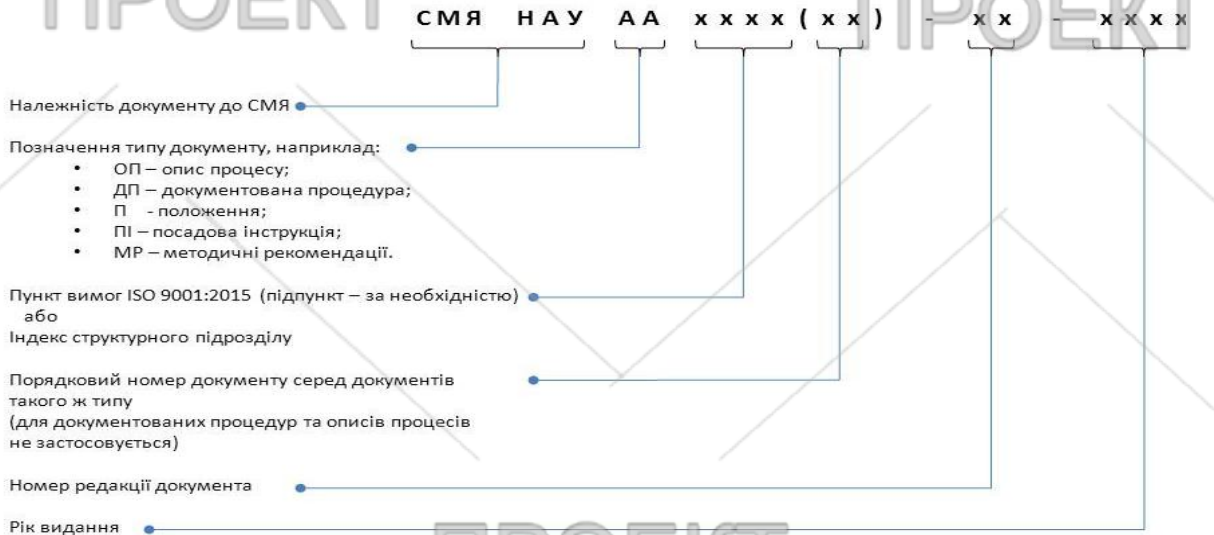 ПРОЕКТ ПРОЕКТ
СМЯ НАУ АА хххх(хх) - хх - хххх
Належність документу до СМЯ
Позначення типу документу, наприклад:
• ОП – опис процесу;
• ДП – документована процедура;
• П - положення;
• ПІ – посадова інструкція;
• МР – методичні рекомендації.
Пункт вимог ISO 9001:2015 (підпункт – за необхідністю)
або
Індекс структурного підрозділу
Порядковий номер документу серед документів
такого ж типу
(для документованих процедур та описів процесів
не застосовується)
Номер редакції документа
Рік видання
ПРОЕКТ